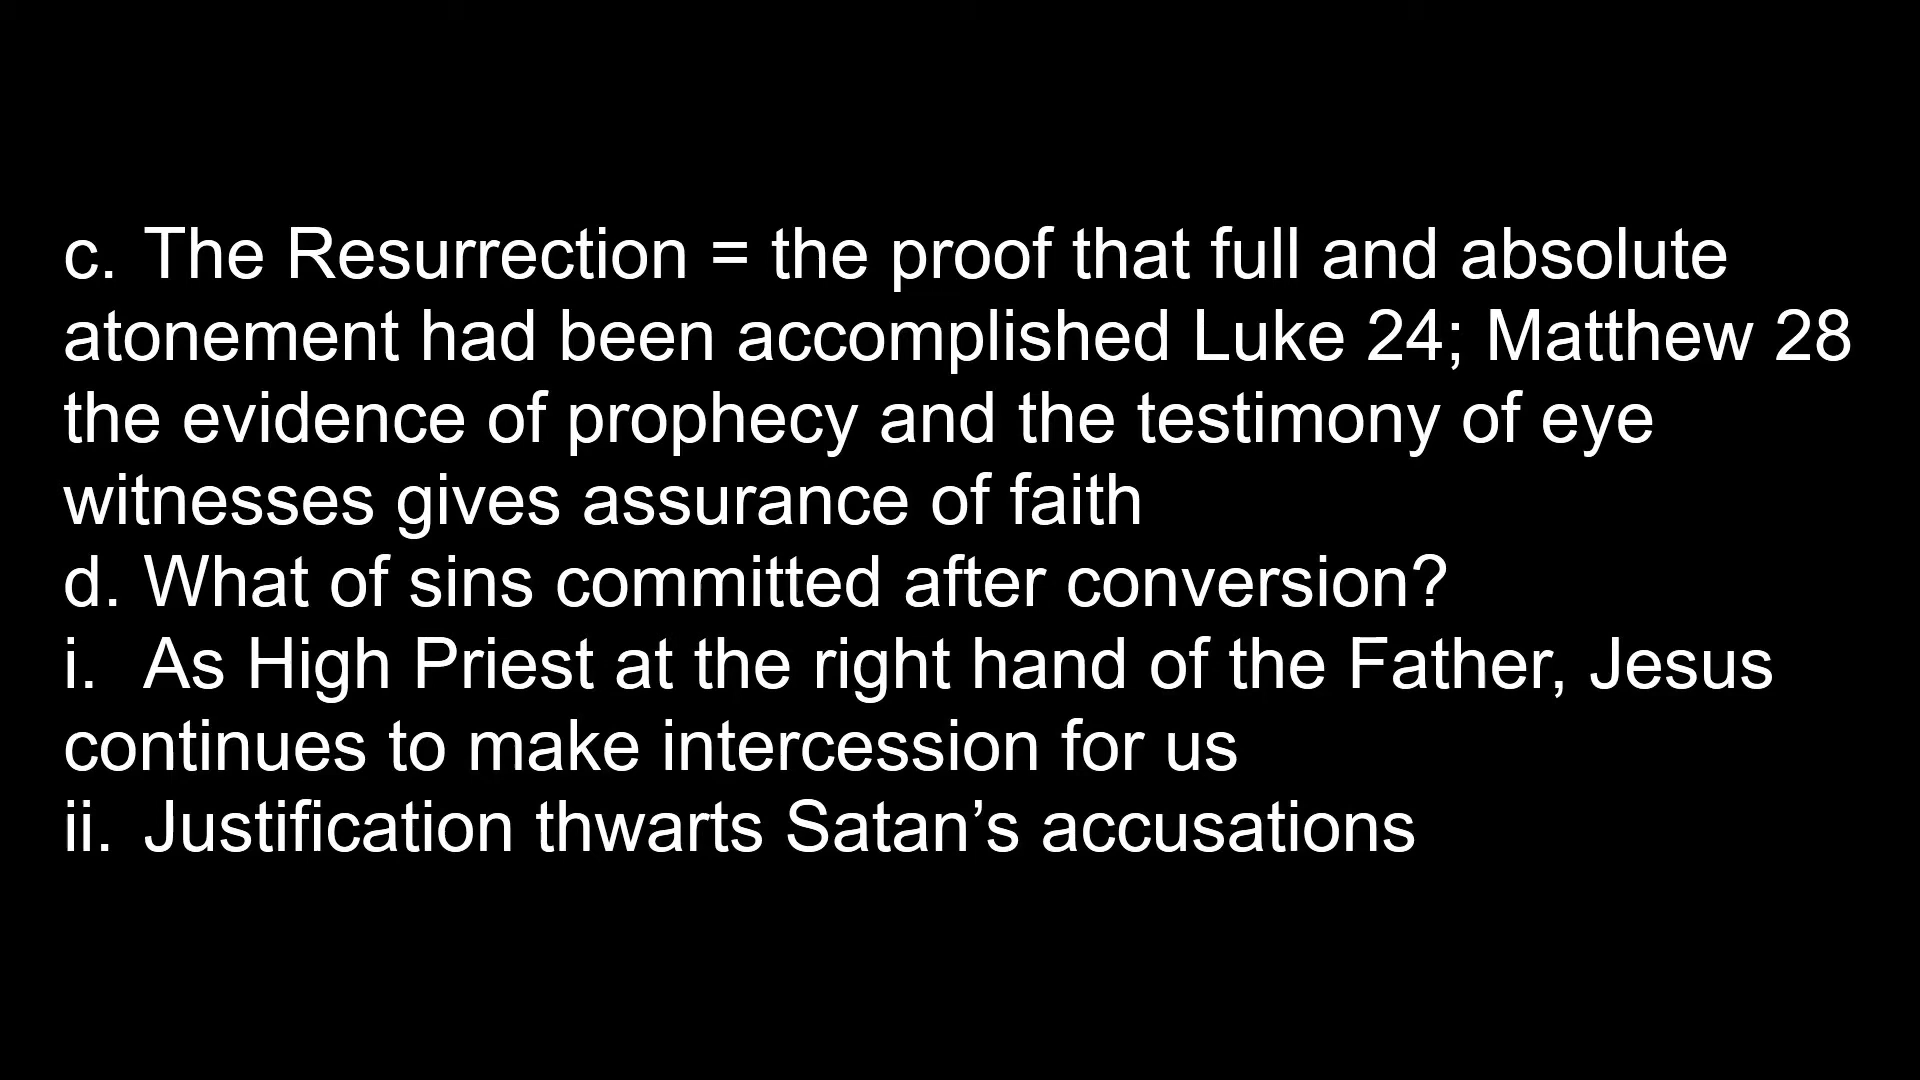 c. The Resurrection = the proof that full and absolute
atonement had been accomplished Luke 24; Matthew 28
the evidence of prophecy and the testimony of eye
witnesses gives assurance of faith
d. What of sins committed after conversion?
i. As High Priest at the right hand of the Father, Jesus
continues to make intercession for us
ii. Justification thwarts Satan’s accusations